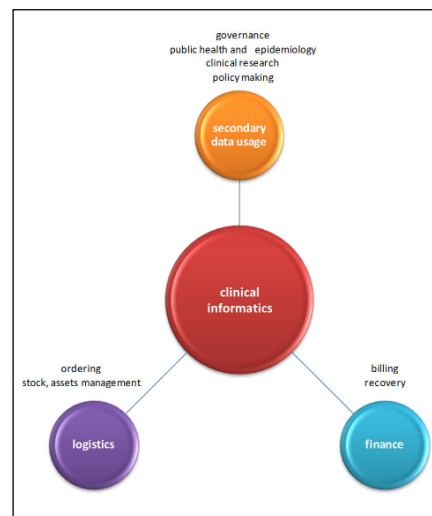 governance
public health and epidemiology
clinical research
policy making
secondary
data usage
clinical
informatics
ordering
stock, assets management
logistics
billing
recovery
finance